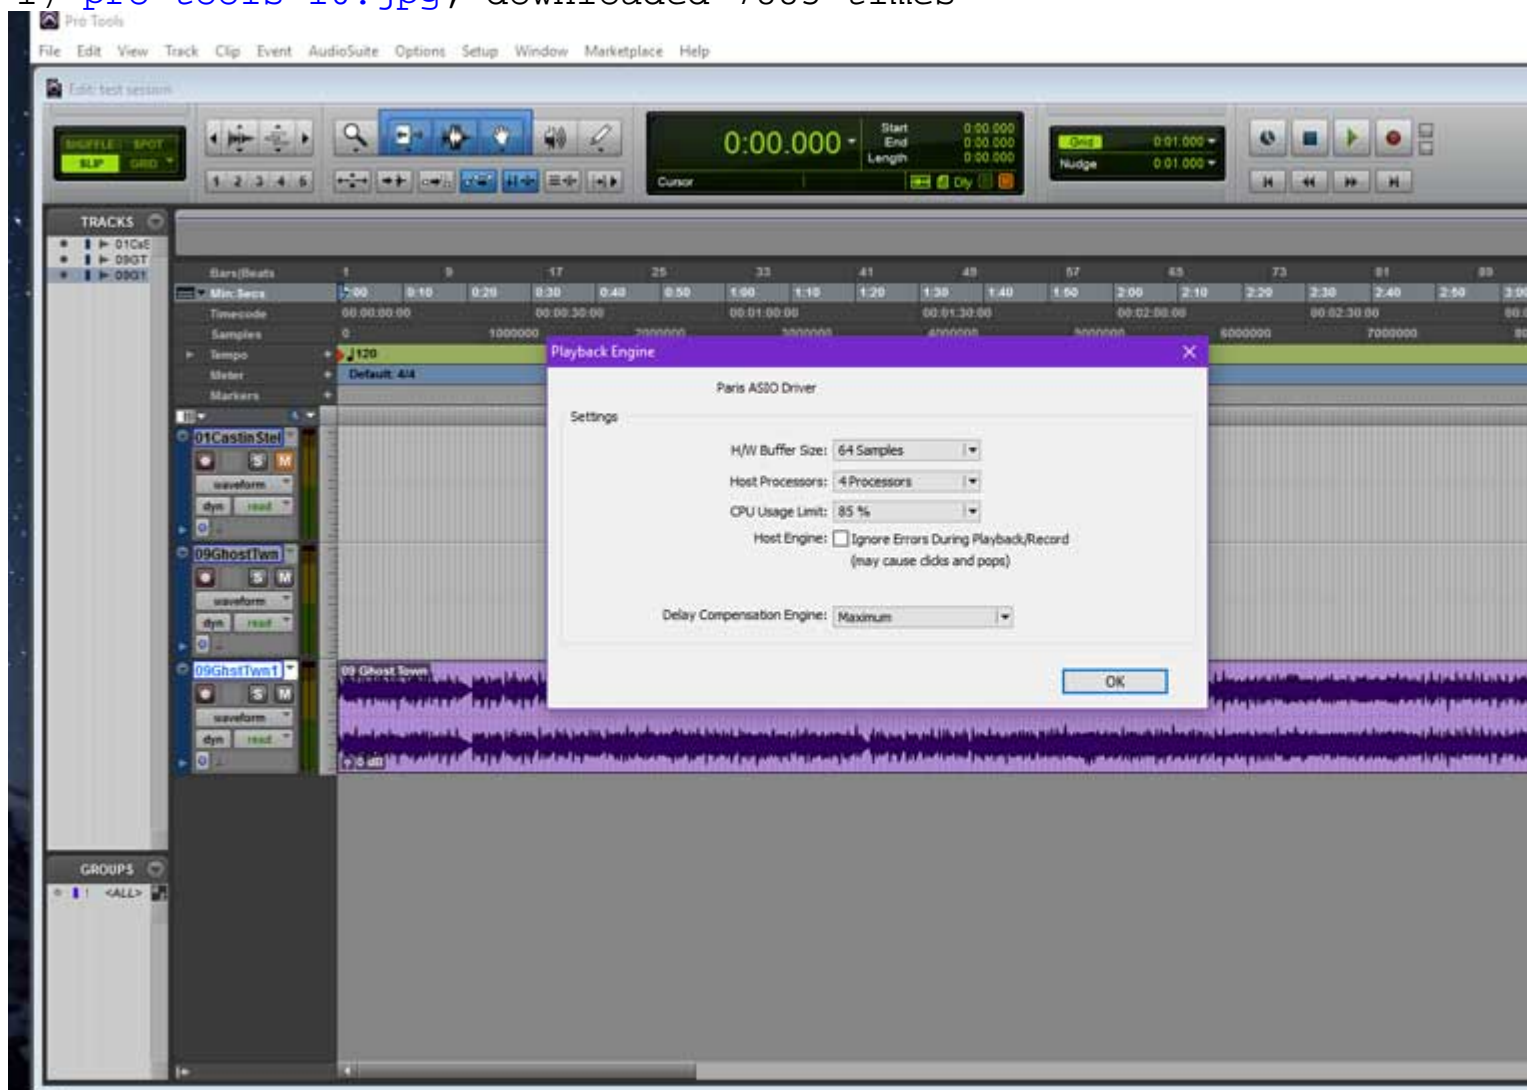 Pro Tools
File Edit View Track Clip Event AudioSuite Options Setup Window Marketplace Help
Edit: test session
SHUFFLE SPOT
SLIP GRID
1 2 3 4 5
0:00.000
Start 0:00.000
End 0:00.000
Length 0:00.000
Cursor
Dly
Grid 0:01.000
Nudge 0:01.000
TRACKS
01CaS
09GT
09G1
Bars|Beats 1 9 17 25 33 41 49 57 65 73 81 89
Min:Secs 0:00 0:10 0:20 0:30 0:40 0:50 1:00 1:10 1:20 1:30 1:40 1:50 2:00 2:10 2:20 2:30 2:40 2:50 3:00
Timecode 00:00:00:00 00:00:30:00 00:01:00:00 00:01:30:00 00:02:00:00 00:02:30:00
Samples 0 1000000 2000000 3000000 4000000 5000000 6000000 7000000
Tempo 120
Meter Default: 4/4
Markers
Playback Engine
Paris ASIO Driver
Settings
H/W Buffer Size: 64 Samples
Host Processors: 4 Processors
CPU Usage Limit: 85 %
Host Engine: Ignore Errors During Playback/Record
(may cause clicks and pops)
Delay Compensation Engine: Maximum
OK
01CastinStel
S M
waveform
dyn read
09GhostTwn
S M
waveform
dyn read
09GhstTwn1
S M
waveform
dyn read
09 Ghost Town
0 dB
GROUPS
! <ALL>